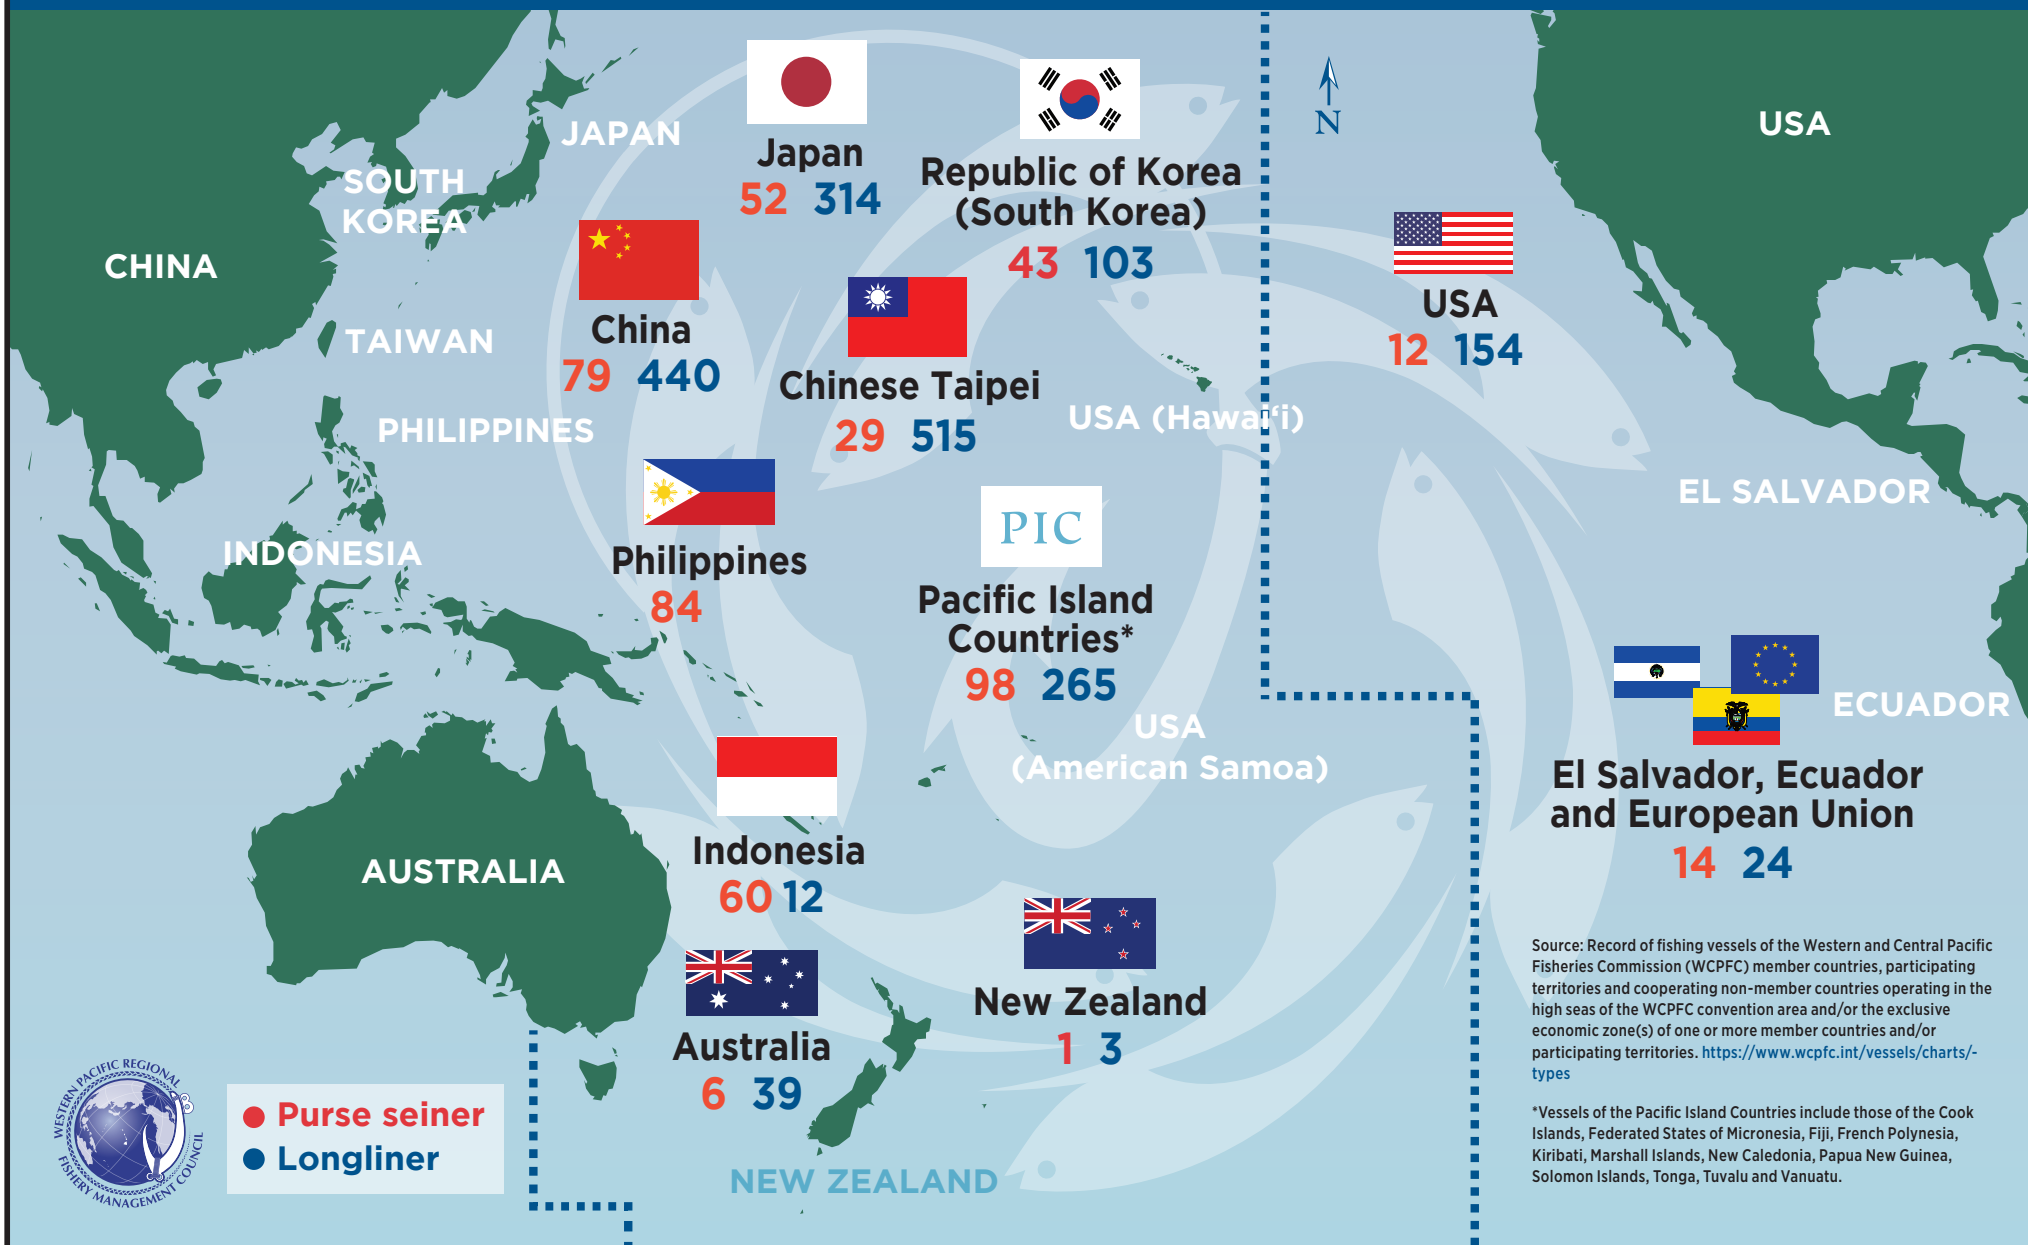 JAPAN
SOUTH
KOREA
CHINA
TAIWAN
PHILIPPINES
INDONESIA
AUSTRALIA
NEW ZEALAND
USA
USA (Hawai‘i)
EL SALVADOR
ECUADOR
USA
(American Samoa)
N
Japan
52 314
Republic of Korea
(South Korea)
43 103
China
79 440
Chinese Taipei
29 515
USA
12 154
Philippines
84
PIC
Pacific Island
Countries*
98 265
Indonesia
60 12
El Salvador, Ecuador
and European Union
14 24
Australia
6 39
New Zealand
1 3
WESTERN PACIFIC REGIONAL
FISHERY MANAGEMENT COUNCIL
Purse seiner
Longliner
Source: Record of fishing vessels of the Western and Central Pacific
Fisheries Commission (WCPFC) member countries, participating
territories and cooperating non-member countries operating in the
high seas of the WCPFC convention area and/or the exclusive
economic zone(s) of one or more member countries and/or
participating territories. https://www.wcpfc.int/vessels/charts/-
types
*Vessels of the Pacific Island Countries include those of the Cook
Islands, Federated States of Micronesia, Fiji, French Polynesia,
Kiribati, Marshall Islands, New Caledonia, Papua New Guinea,
Solomon Islands, Tonga, Tuvalu and Vanuatu.